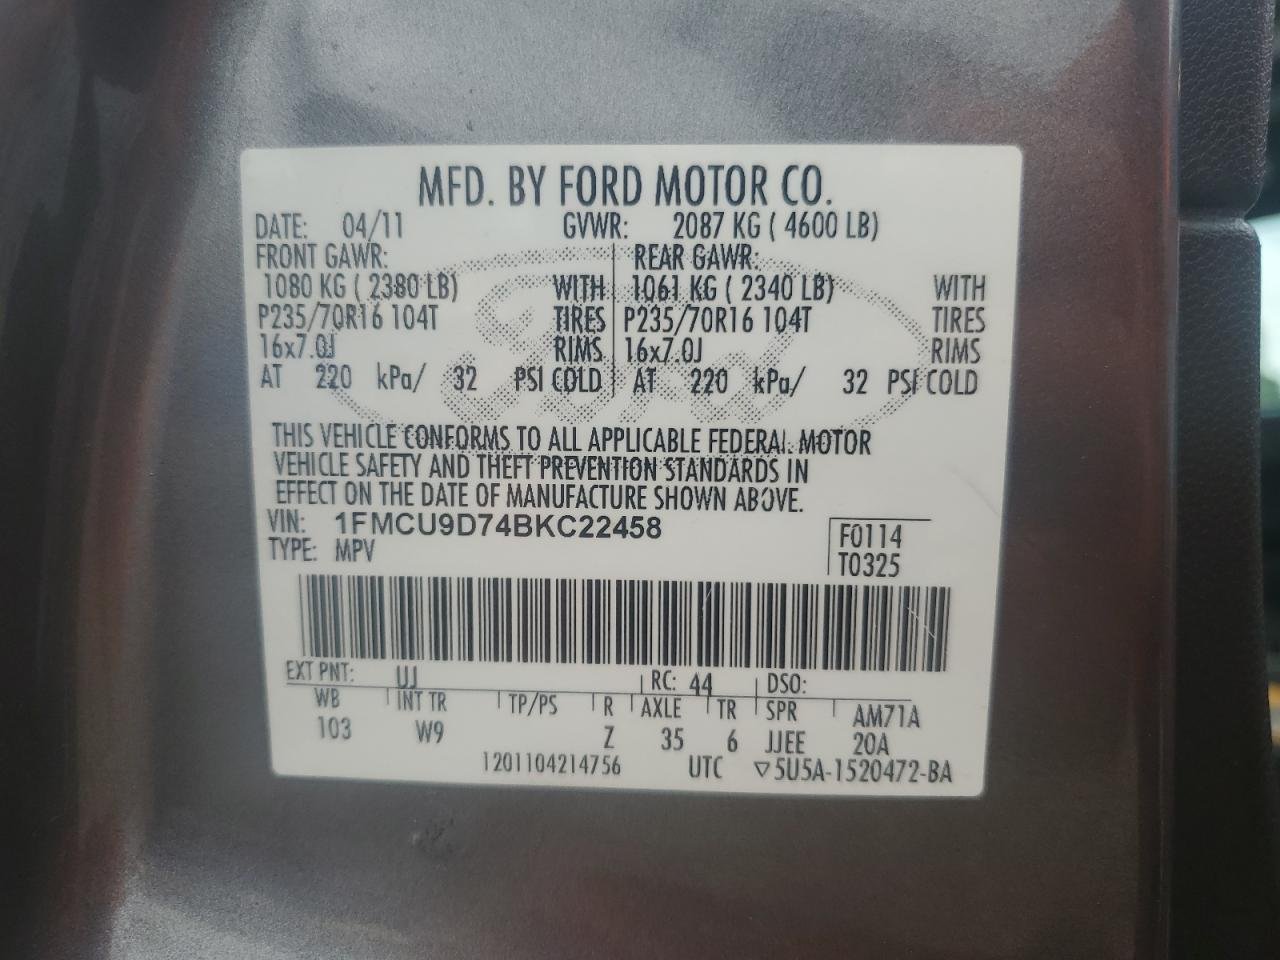 MFD. BY FORD MOTOR CO.
DATE: 04/11 GVWR: 2087 KG ( 4600 LB)
FRONT GAWR: REAR GAWR:
1080 KG ( 2380 LB) WITH 1061 KG ( 2340 LB) WITH
P235/70R16 104T TIRES P235/70R16 104T TIRES
16x7.0J RIMS 16x7.0J RIMS
AT 220 kPa/ 32 PSI COLD AT 220 kPa/ 32 PSI COLD
Ford
THIS VEHICLE CONFORMS TO ALL APPLICABLE FEDERAL MOTOR
VEHICLE SAFETY AND THEFT PREVENTION STANDARDS IN
EFFECT ON THE DATE OF MANUFACTURE SHOWN ABOVE.
VIN: 1FMCU9D74BKC22458 F0114
TYPE: MPV T0325
EXT PNT: UJ RC: 44 DSO:
WB INT TR TP/PS R AXLE TR SPR AM71A
103 W9 Z 35 6 JJEE 20A
1201104214756 UTC ▽5U5A-1520472-BA